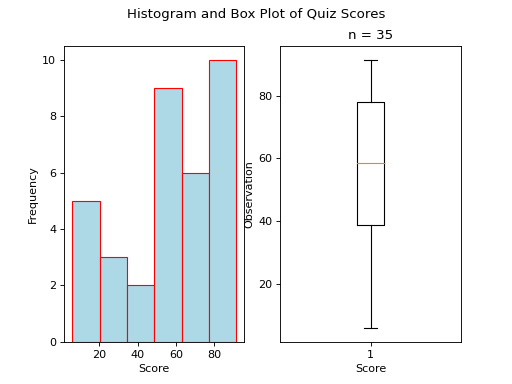 Histogram and Box Plot of Quiz Scores
n = 35
10
8
6
4
2
0
Frequency
20 40 60 80
Score
80
60
40
20
Observation
1
Score